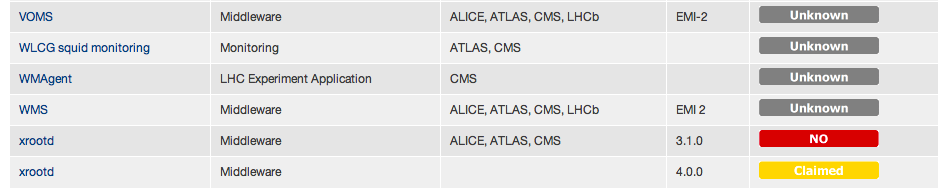 VOMS Middleware ALICE, ATLAS, CMS, LHCb EMI-2 Unknown
WLCG squid monitoring Monitoring ATLAS, CMS Unknown
WMAgent LHC Experiment Application CMS Unknown
WMS Middleware ALICE, ATLAS, CMS, LHCb EMI 2 Unknown
xrootd Middleware ALICE, ATLAS, CMS 3.1.0 NO
xrootd Middleware 4.0.0 Claimed